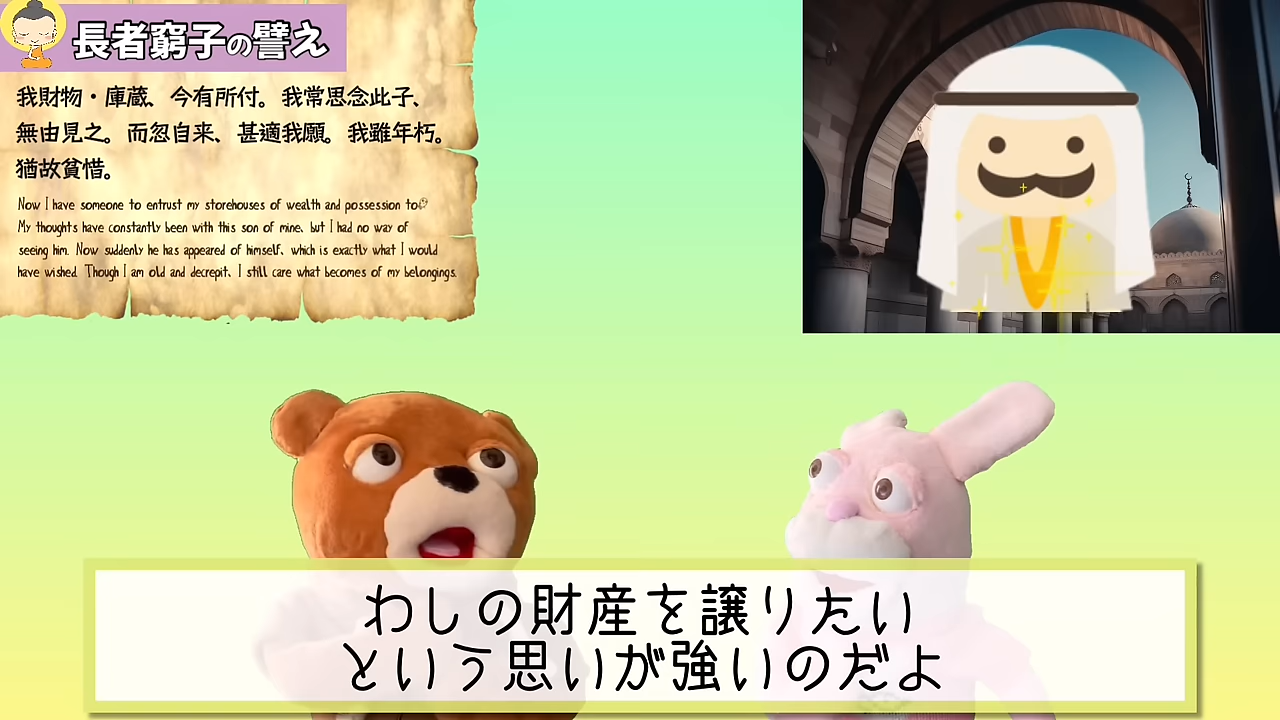 長者窮子の譬え
我財物・庫蔵、今有所付。我常思念此子、
無由見之。而忽自来、甚適我願。我雖年朽。
猶故貪惜。
Now I have someone to entrust my storehouses of wealth and possession to.
My thoughts have constantly been with this son of mine, but I had no way of
seeing him. Now suddenly he has appeared of himself, which is exactly what I would
have wished. Though I am old and decrepit, I still care what becomes of my belongings.
わしの財産を譲りたい
という思いが強いのだよ